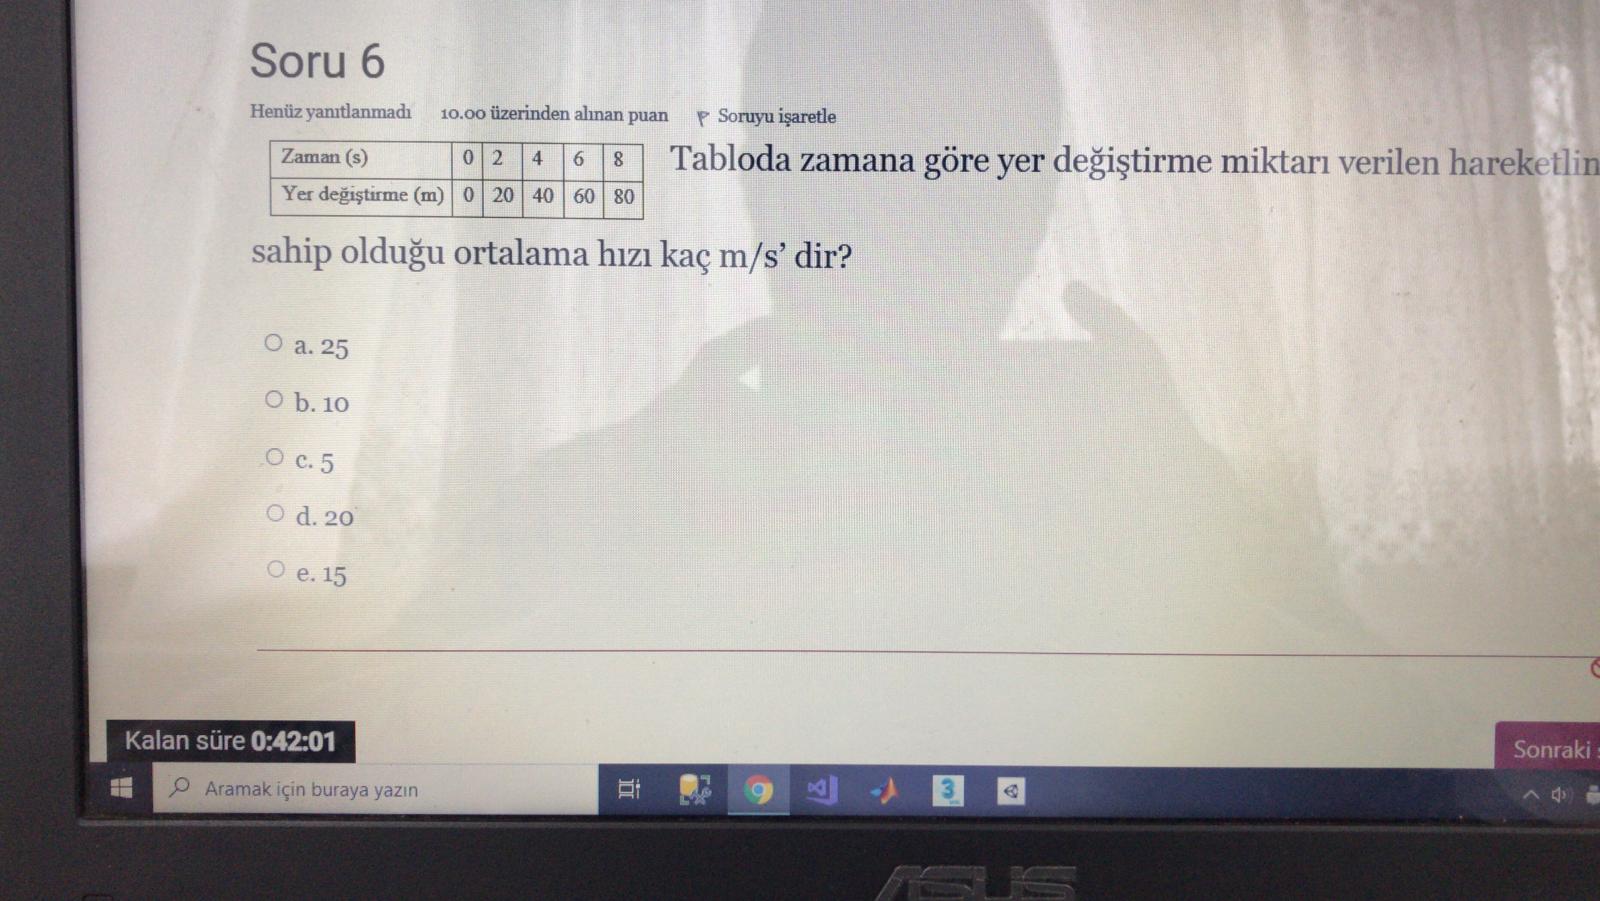 Soru 6
Henüz yanıtlanmadı 10.00 üzerinden alınan puan Soruyu işaretle
Zaman (s) 0 2 4 6 8 Tabloda zamana göre yer değiştirme miktarı verilen hareketlin
Yer değiştirme (m) 0 20 40 60 80
sahip olduğu ortalama hızı kaç m/s' dir?
a. 25
b. 10
c. 5
d. 20
e. 15
Kalan süre 0:42:01
Sonraki
Aramak için buraya yazın
3
ASUS